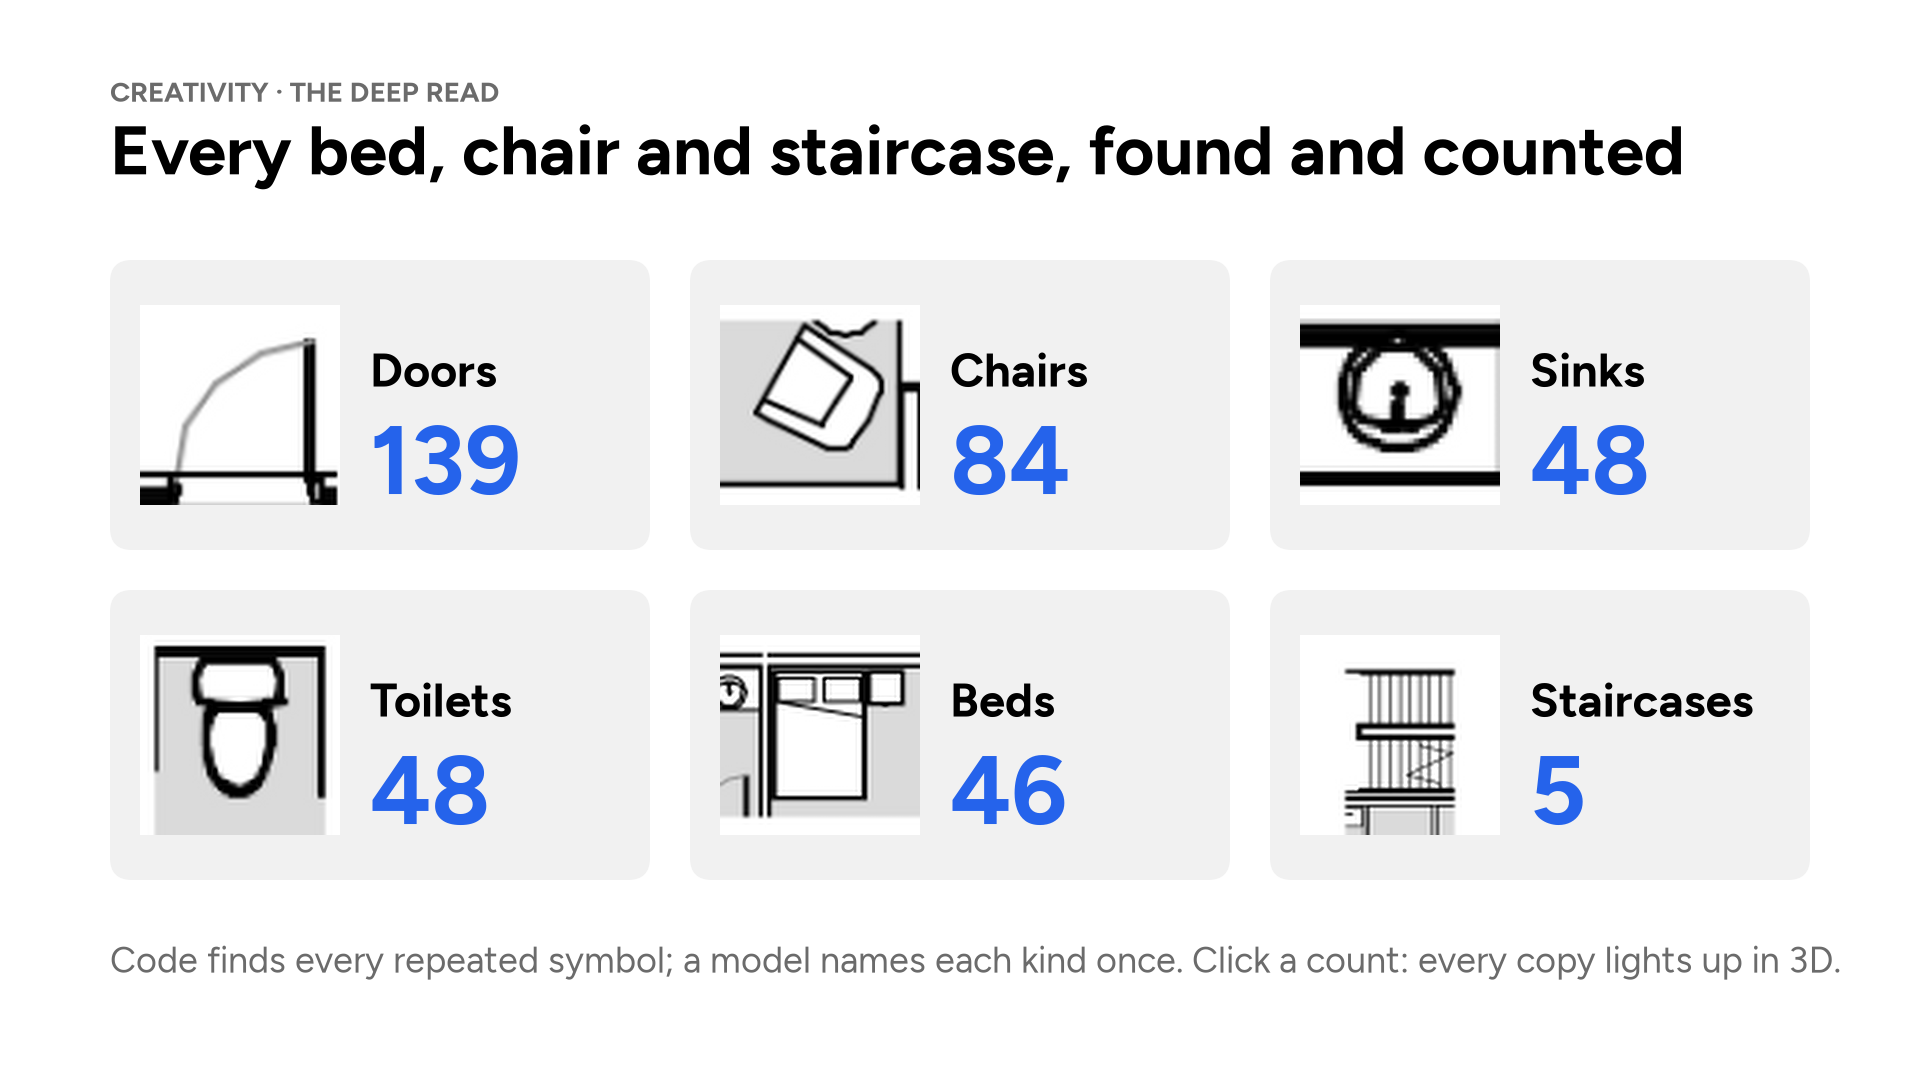 CREATIVITY · THE DEEP READ
Every bed, chair and staircase, found and counted
Doors
139
Chairs
84
Sinks
48
Toilets
48
Beds
46
Staircases
5
Code finds every repeated symbol; a model names each kind once. Click a count: every copy lights up in 3D.